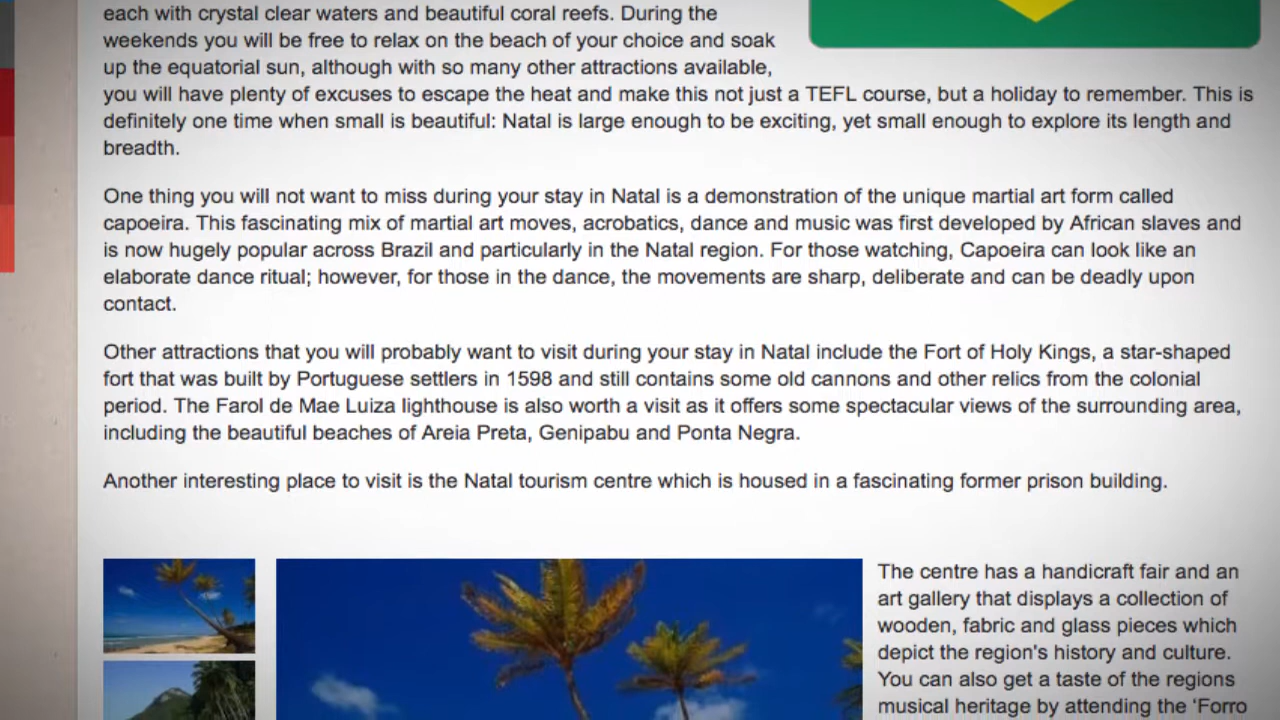 each with crystal clear waters and beautiful coral reefs. During the
weekends you will be free to relax on the beach of your choice and soak
up the equatorial sun, although with so many other attractions available,
you will have plenty of excuses to escape the heat and make this not just a TEFL course, but a holiday to remember. This is
definitely one time when small is beautiful: Natal is large enough to be exciting, yet small enough to explore its length and
breadth.
One thing you will not want to miss during your stay in Natal is a demonstration of the unique martial art form called
capoeira. This fascinating mix of martial art moves, acrobatics, dance and music was first developed by African slaves and
is now hugely popular across Brazil and particularly in the Natal region. For those watching, Capoeira can look like an
elaborate dance ritual; however, for those in the dance, the movements are sharp, deliberate and can be deadly upon
contact.
Other attractions that you will probably want to visit during your stay in Natal include the Fort of Holy Kings, a star-shaped
fort that was built by Portuguese settlers in 1598 and still contains some old cannons and other relics from the colonial
period. The Farol de Mae Luiza lighthouse is also worth a visit as it offers some spectacular views of the surrounding area,
including the beautiful beaches of Areia Preta, Genipabu and Ponta Negra.
Another interesting place to visit is the Natal tourism centre which is housed in a fascinating former prison building.
The centre has a handicraft fair and an
art gallery that displays a collection of
wooden, fabric and glass pieces which
depict the region's history and culture.
You can also get a taste of the regions
musical heritage by attending the 'Forro